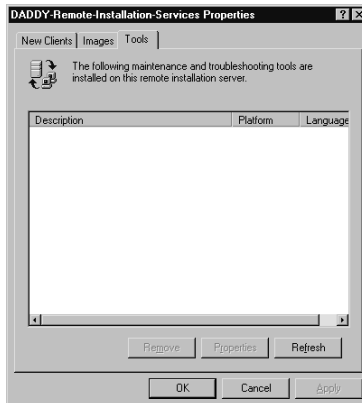 DADDY-Remote-Installation-Services Properties
New Clients Images Tools
The following maintenance and troubleshooting tools are
installed on this remote installation server.
Description Platform Language
Remove Properties Refresh
OK Cancel Apply